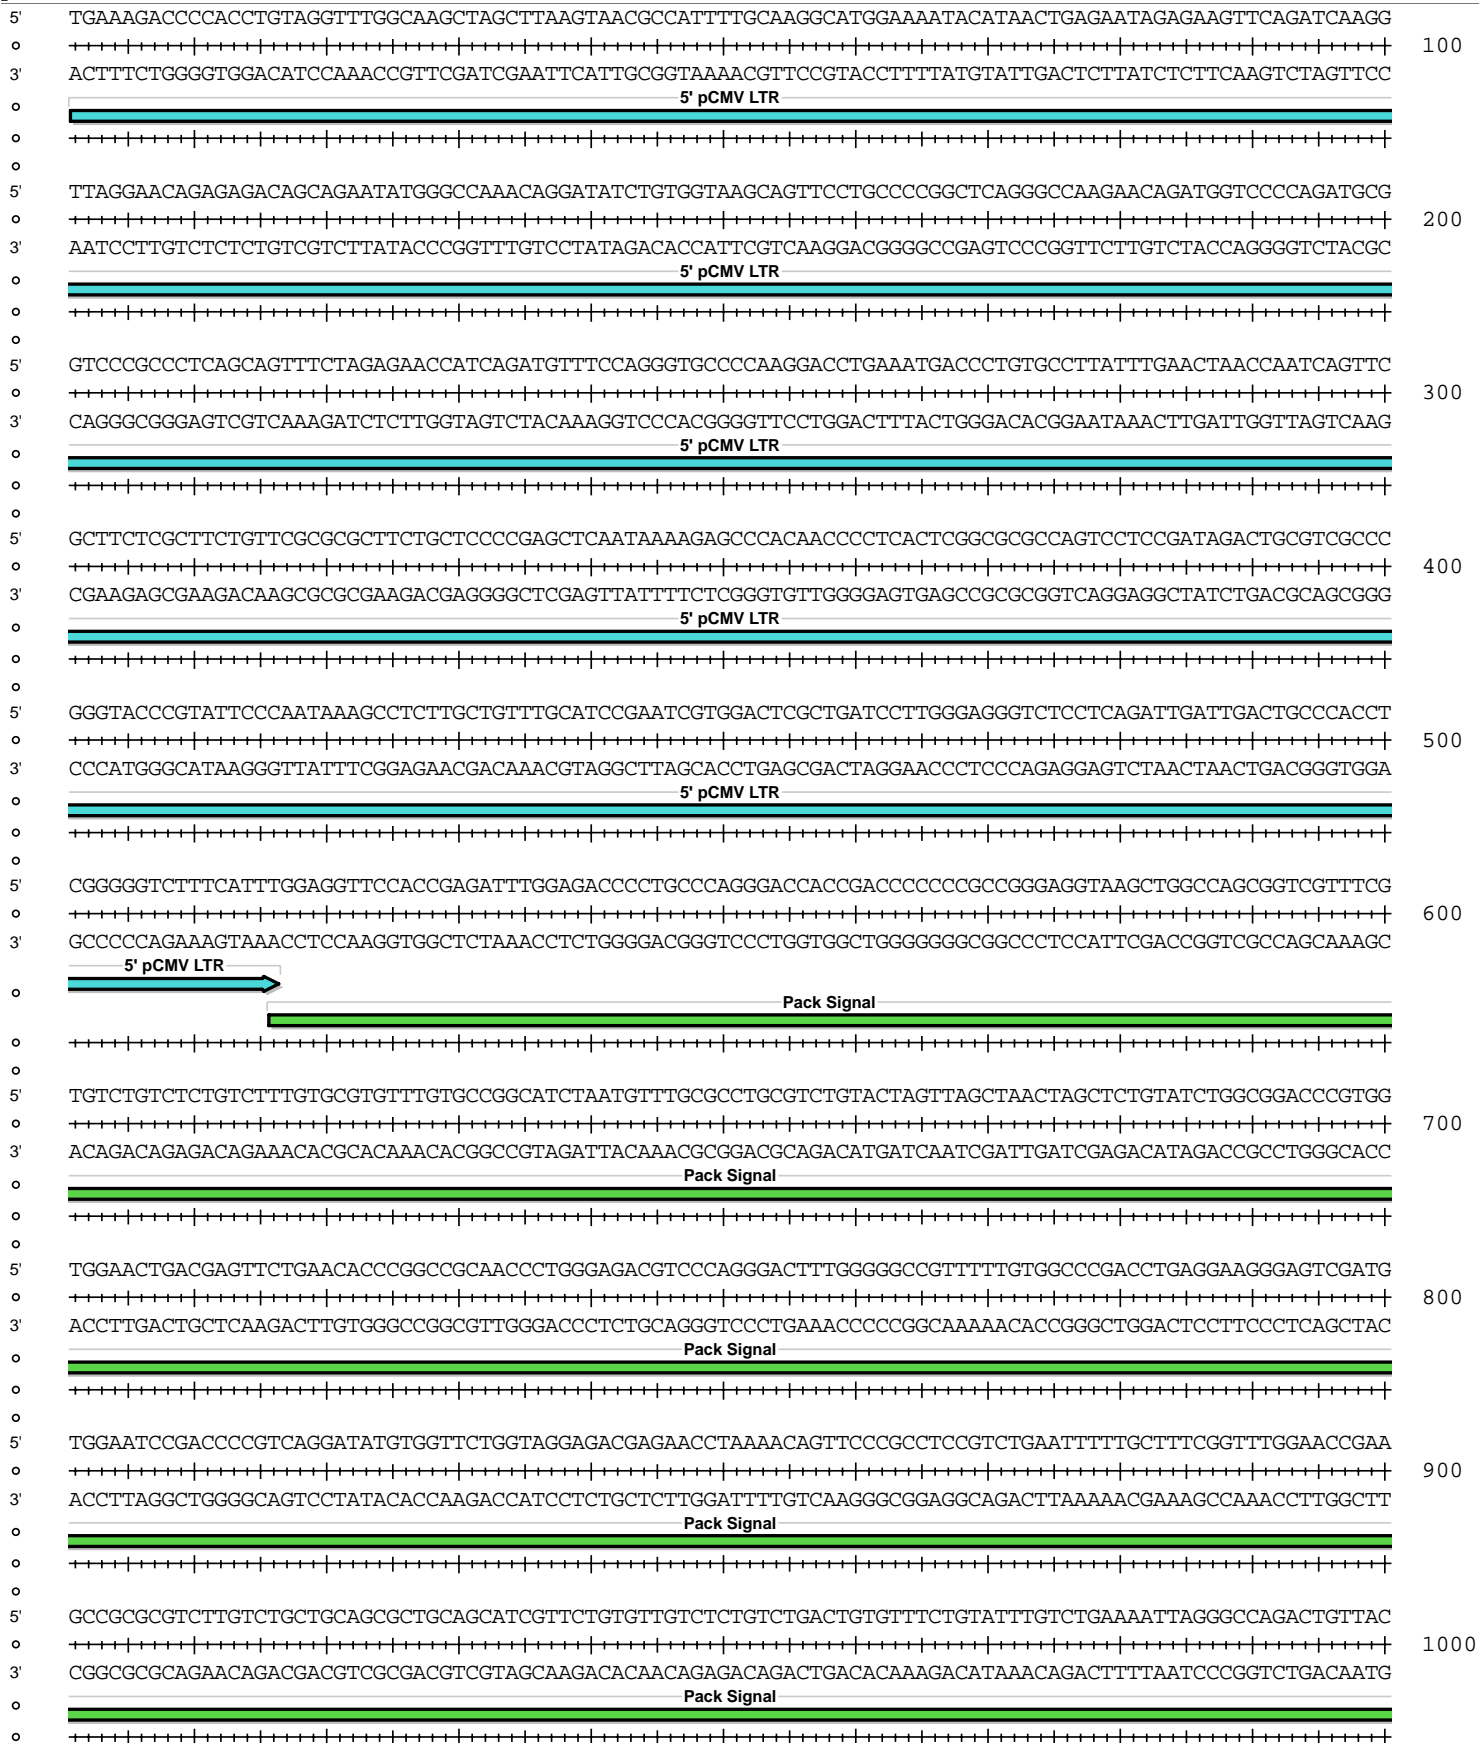 5' TGAAAGACCCCACCTGTAGGTTTGGCAAGCTAGCTTAAGTAACGCCATTTTGCAAGGCATGGAAAATACATAACTGAGAATAGAGAAGTTCAGATCAAGG
100
3' ACTTTCTGGGGTGGACATCCAAACCGTTCGATCGAATTCATTGCGGTAAAACGTTCCGTACCTTTTATGTATTGACTCTTATCTCTTCAAGTCTAGTTCC
5' pCMV LTR
5' TTAGGAACAGAGAGACAGCAGAATATGGGCCAAACAGGATATCTGTGGTAAGCAGTTCCTGCCCCGGCTCAGGGCCAAGAACAGATGGTCCCCAGATGCG
200
3' AATCCTTGTCTCTCTGTCGTCTTATACCCGGTTTGTCCTATAGACACCATTCGTCAAGGACGGGGCCGAGTCCCGGTTCTTGTCTACCAGGGGTCTACGC
5' pCMV LTR
5' GTCCCGCCCTCAGCAGTTTCTAGAGAACCATCAGATGTTTCCAGGGTGCCCCAAGGACCTGAAATGACCCTGTGCCTTATTTGAACTAACCAATCAGTTC
300
3' CAGGGCGGGAGTCGTCAAAGATCTCTTGGTAGTCTACAAAGGTCCCACGGGGTTCCTGGACTTTACTGGGACACGGAATAAACTTGATTGGTTAGTCAAG
5' pCMV LTR
5' GCTTCTCGCTTCTGTTCGCGCGCTTCTGCTCCCCGAGCTCAATAAAAGAGCCCACAACCCCTCACTCGGCGCGCCAGTCCTCCGATAGACTGCGTCGCCC
400
3' CGAAGAGCGAAGACAAGCGCGCGAAGACGAGGGGCTCGAGTTATTTTCTCGGGTGTTGGGGAGTGAGCCGCGCGGTCAGGAGGCTATCTGACGCAGCGGG
5' pCMV LTR
5' GGGTACCCGTATTCCCAATAAAGCCTCTTGCTGTTTGCATCCGAATCGTGGACTCGCTGATCCTTGGGAGGGTCTCCTCAGATTGATTGACTGCCCACCT
500
3' CCCATGGGCATAAGGGTTATTTCGGAGAACGACAAACGTAGGCTTAGCACCTGAGCGACTAGGAACCCTCCCAGAGGAGTCTAACTAACTGACGGGTGGA
5' pCMV LTR
5' CGGGGGTCTTTCATTTGGAGGTTCCACCGAGATTTGGAGACCCCTGCCCAGGGACCACCGACCCCCCCGCCGGGAGGTAAGCTGGCCAGCGGTCGTTTCG
600
3' GCCCCCAGAAAGTAAACCTCCAAGGTGGCTCTAAACCTCTGGGGACGGGTCCCTGGTGGCTGGGGGGGCGGCCCTCCATTCGACCGGTCGCCAGCAAAGC
5' pCMV LTR
Pack Signal
5' TGTCTGTCTCTGTCTTTGTGCGTGTTTGTGCCGGCATCTAATGTTTGCGCCTGCGTCTGTACTAGTTAGCTAACTAGCTCTGTATCTGGCGGACCCGTGG
700
3' ACAGACAGAGACAGAAACACGCACAAACACGGCCGTAGATTACAAACGCGGACGCAGACATGATCAATCGATTGATCGAGACATAGACCGCCTGGGCACC
Pack Signal
5' TGGAACTGACGAGTTCTGAACACCCGGCCGCAACCCTGGGAGACGTCCCAGGGACTTTGGGGGCCGTTTTTGTGGCCCGACCTGAGGAAGGGAGTCGATG
800
3' ACCTTGACTGCTCAAGACTTGTGGGCCGGCGTTGGGACCCTCTGCAGGGTCCCTGAAACCCCCGGCAAAAACACCGGGCTGGACTCCTTCCCTCAGCTAC
Pack Signal
5' TGGAATCCGACCCCGTCAGGATATGTGGTTCTGGTAGGAGACGAGAACCTAAAACAGTTCCCGCCTCCGTCTGAATTTTTGCTTTCGGTTTGGAACCGAA
900
3' ACCTTAGGCTGGGGCAGTCCTATACACCAAGACCATCCTCTGCTCTTGGATTTTGTCAAGGGCGGAGGCAGACTTAAAAACGAAAGCCAAACCTTGGCTT
Pack Signal
5' GCCGCGCGTCTTGTCTGCTGCAGCGCTGCAGCATCGTTCTGTGTTGTCTCTGTCTGACTGTGTTTCTGTATTTGTCTGAAAATTAGGGCCAGACTGTTAC
1000
3' CGGCGCGCAGAACAGACGACGTCGCGACGTCGTAGCAAGACACAACAGAGACAGACTGACACAAAGACATAAACAGACTTTTAATCCCGGTCTGACAATG
Pack Signal